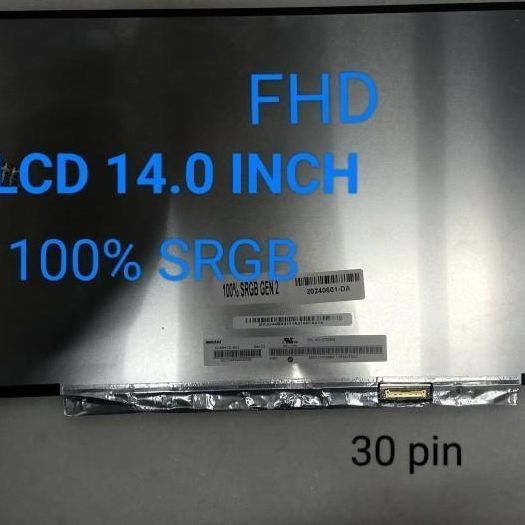 FHD
LCD 14.0 INCH
100% SRGB
100% SRGB GEN 2
20240601-DA
30 pin